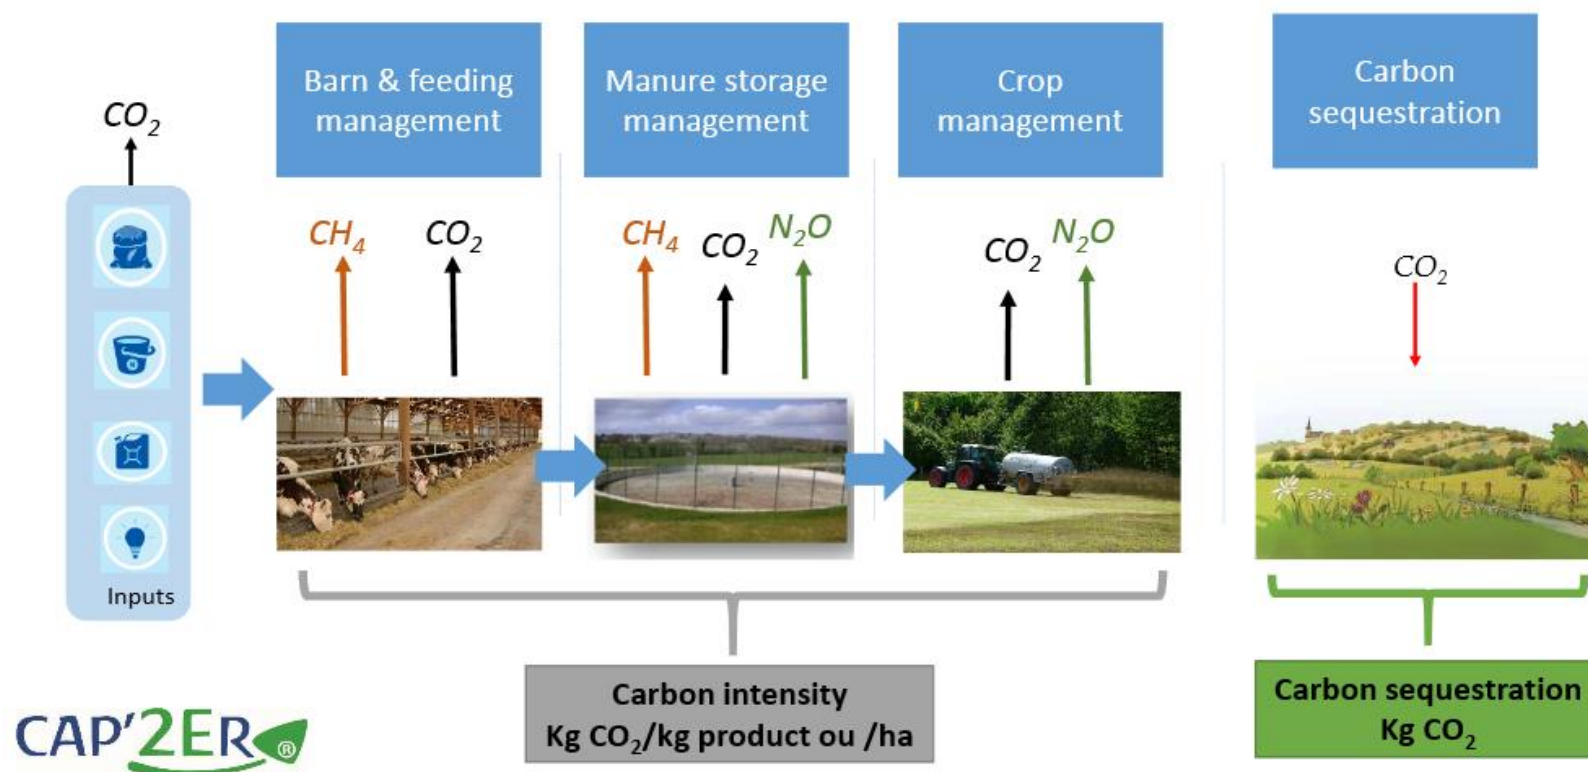 Barn & feeding
management
Manure storage
management
Crop
management
Carbon
sequestration
CO₂
CH₄
CO₂
CH₄
CO₂
N₂O
CO₂
N₂O
CO₂
Inputs
Carbon intensity
Kg CO₂/kg product ou /ha
Carbon sequestration
Kg CO₂
CAP'2ER®